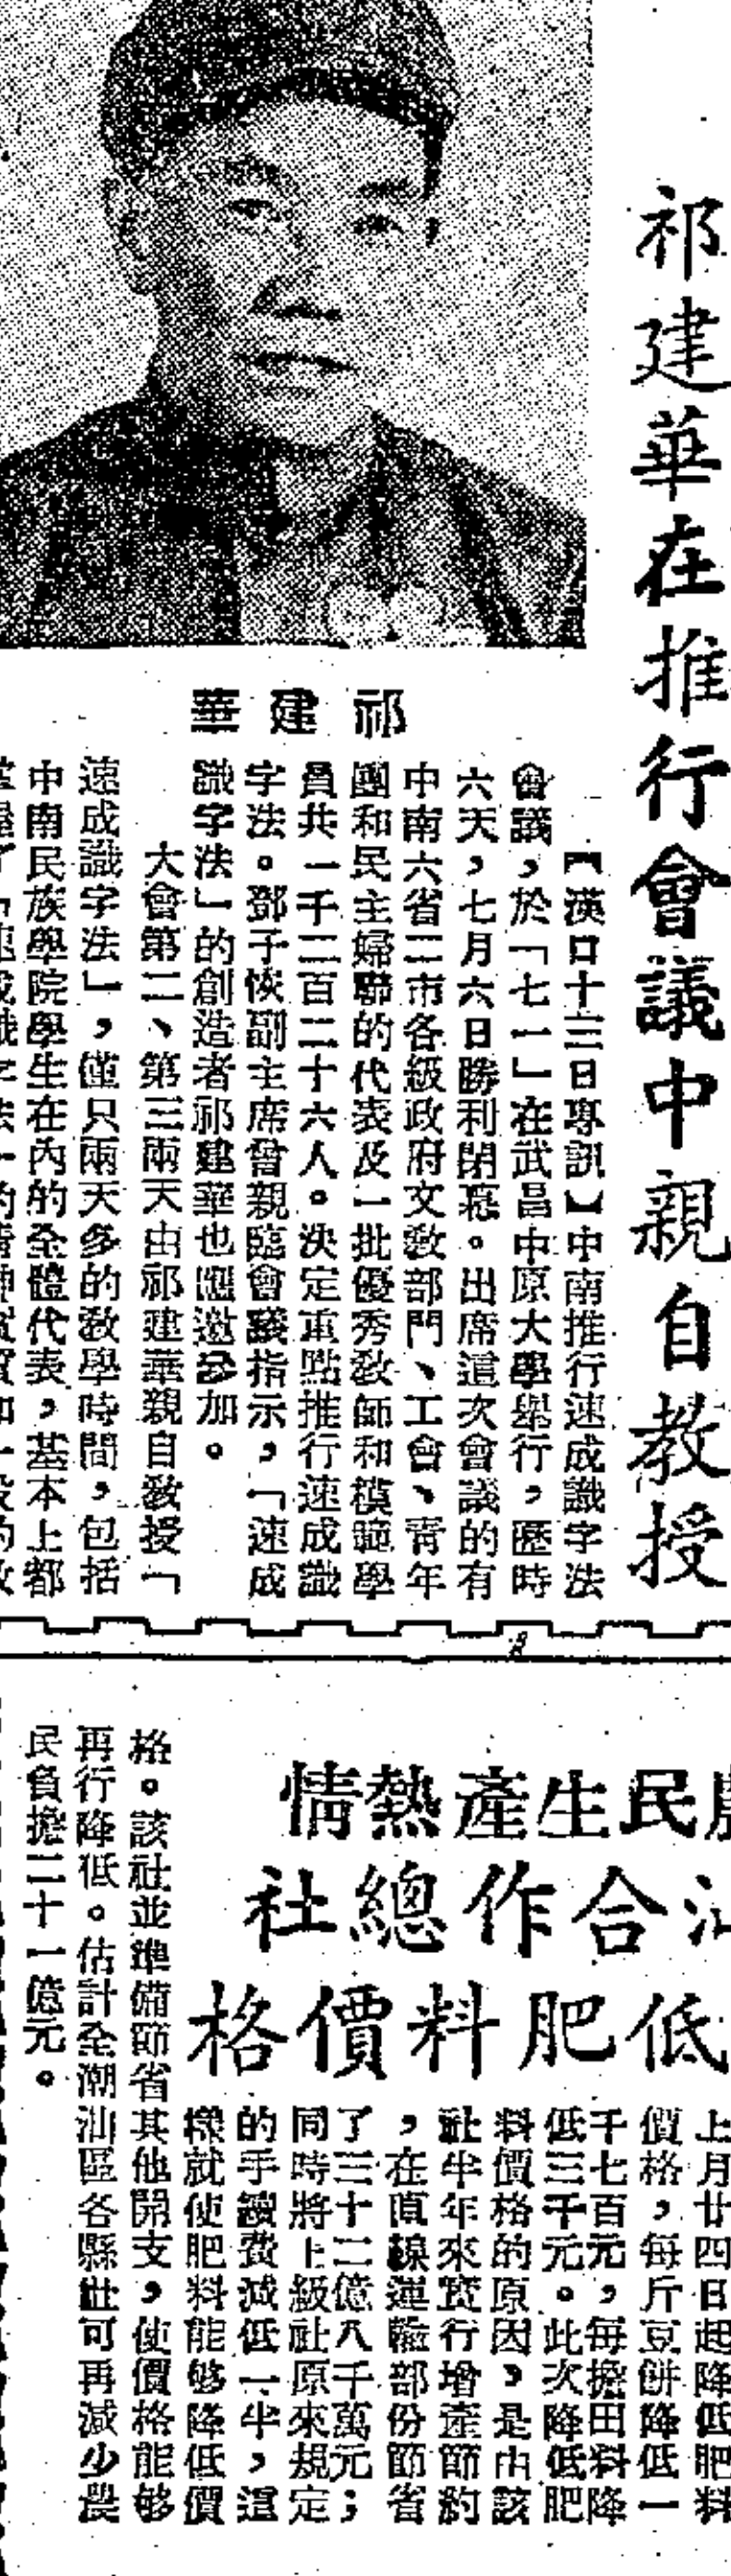 祁建華在推行會議中親自教授
祁建華
【漢口十三日專訊】中南推行速成識字法
會議，於「七一」在武昌中原大學舉行，歷時
六天，七月六日勝利閉幕。出席這次會議的有
中南六省二市各級政府文敎部門、工會、靑年
團和民主婦聯的代表及一批優秀敎師和模範學
員共一千二百二十六人。决定重點推行速成識
字法。鄧子恢副主席曾親臨會議指示，「速成
識字法」的創造者祁建華也應邀參加。
大會第二、第三兩天由祁建華親自敎授「
速成識字法」，僅只兩天多的敎學時間，包括
中南民族學院學生在內的全體代表，基本上都
民生產熱情
合作總社
低肥料價格
上月廿四日起降低肥料
價格，每斤豆餅降低一
千七百元，每擔田料降
低三千元。此次降低肥
料價格的原因，是由該
社半年來實行增產節約
，在直線運輸部份節省
了三十二億八千萬元；
同時將上級社原來規定
的手續費減低一半，這
樣就使肥料能够降低價
格。該社並準備節省其他開支，使價格能够
再行降低。估計全潮汕區各縣社可再減少農
民負擔二十一億元。